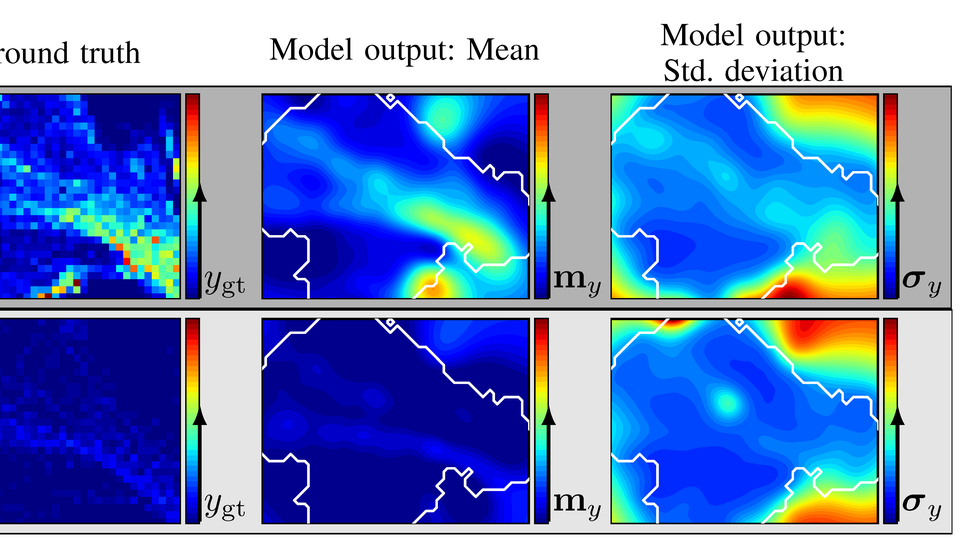 round truth
Model output: Mean
Model output:
Std. deviation
y_gt
m_y
σ_y
y_gt
m_y
σ_y